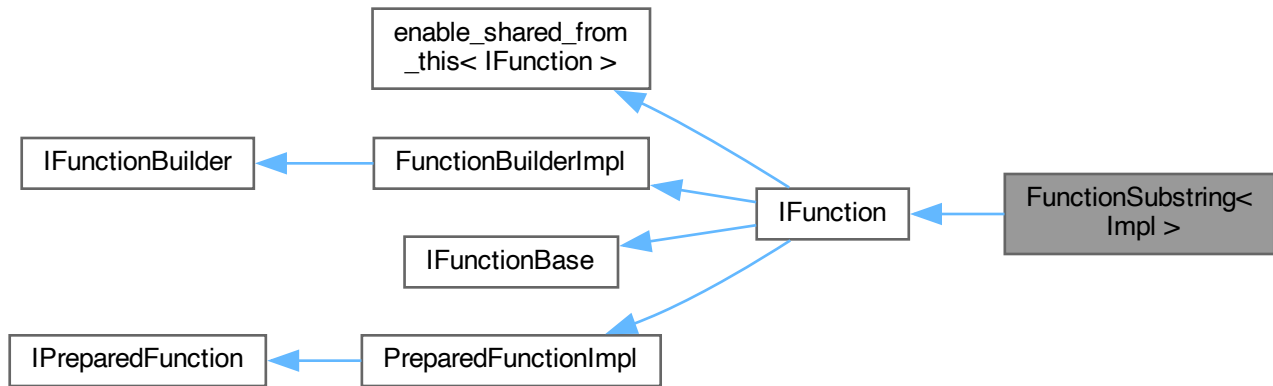 enable_shared_from
_this< IFunction >
IFunctionBuilder
FunctionBuilderImpl
IFunction
FunctionSubstring<
Impl >
IFunctionBase
IPreparedFunction
PreparedFunctionImpl